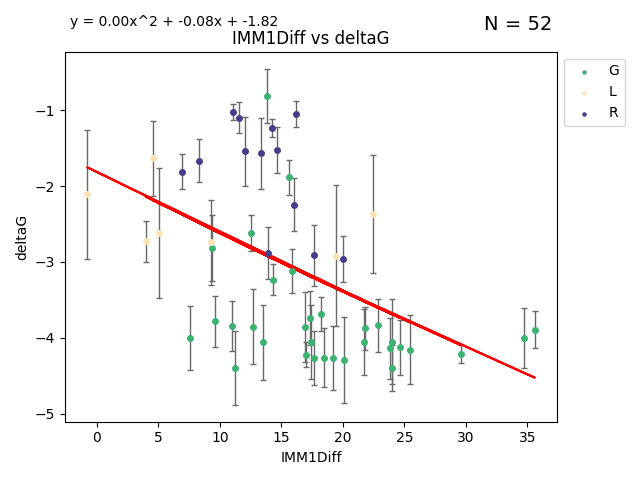 y = 0.00x^2 + -0.08x + -1.82
N = 52
IMM1Diff vs deltaG
G
L
R
−1
−2
−3
−4
−5
deltaG
0 5 10 15 20 25 30 35
IMM1Diff